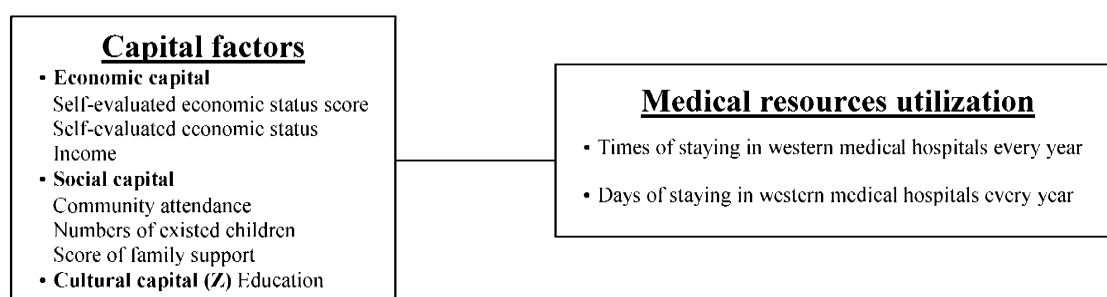 Capital factors
▪ Economic capital
Self-evaluated economic status score
Self-evaluated economic status
Income
▪ Social capital
Community attendance
Numbers of existed children
Score of family support
▪ Cultural capital (Z) Education
Medical resources utilization
▪ Times of staying in western medical hospitals every year
▪ Days of staying in western medical hospitals every year